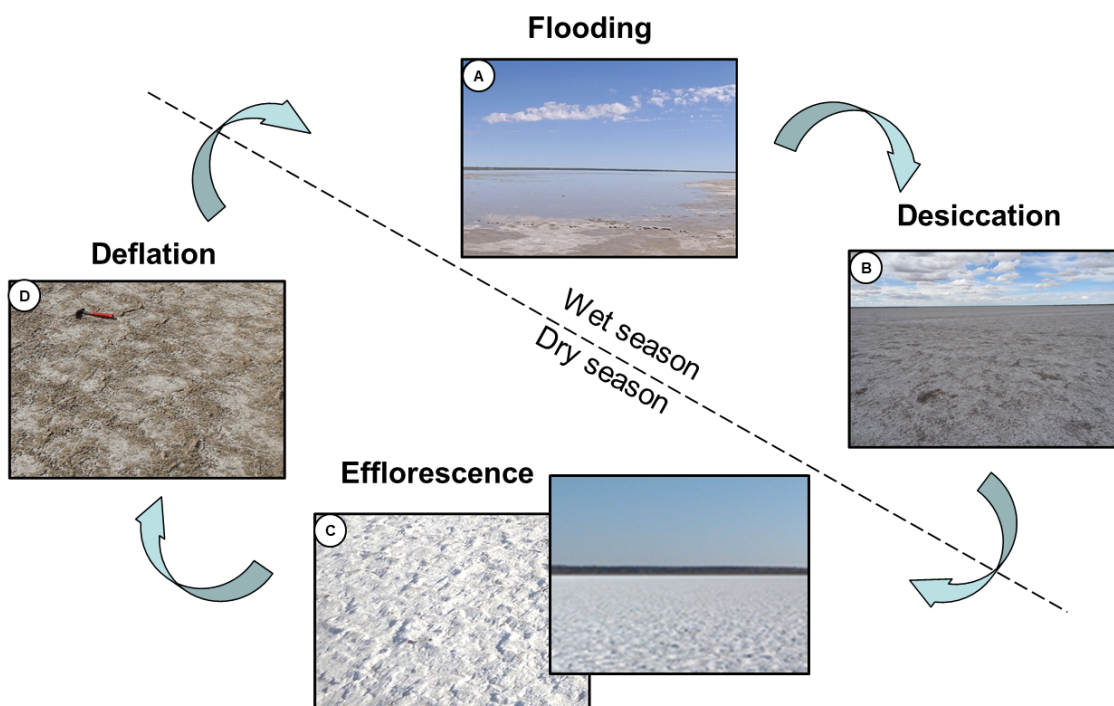 Flooding
A
Desiccation
B
Deflation
D
Wet season
Dry season
Efflorescence
C